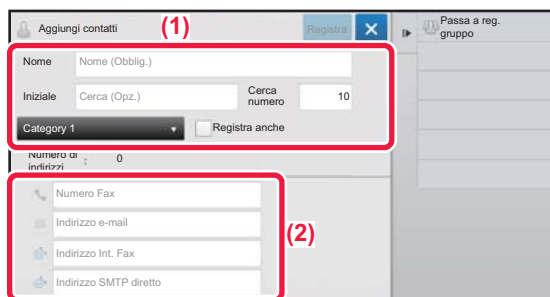 Aggiungi contatti
(1)
Registra
Passa a reg.
gruppo
Nome
Nome (Obblig.)
Iniziale
Cerca (Opz.)
Cerca
numero
10
Category 1
Registra anche
Numero di
indirizzi
:
0
Numero Fax
Indirizzo e-mail
(2)
Indirizzo Int. Fax
Indirizzo SMTP diretto